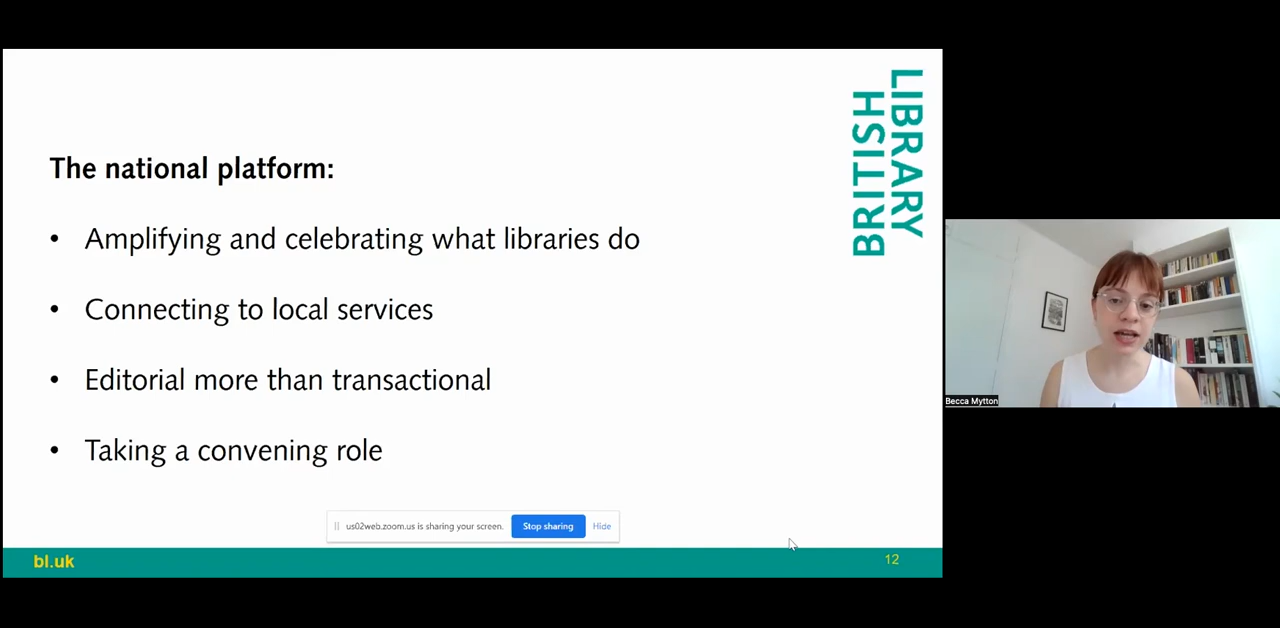 LIBRARY
BRITISH
The national platform:
• Amplifying and celebrating what libraries do
• Connecting to local services
• Editorial more than transactional
• Taking a convening role
us02web.zoom.us is sharing your screen.
Stop sharing
Hide
bl.uk
12
Becca Mytton